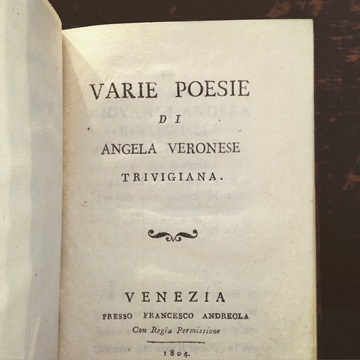 VARIE POESIE
DI
ANGELA VERONESE
TRIVIGIANA.
VENEZIA
PRESSO FRANCESCO ANDREOLA
Con Regia Permissione
1804.